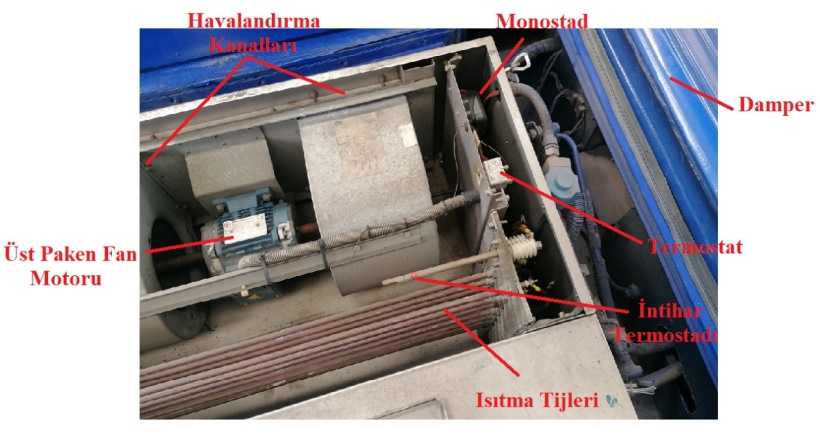 Havalandırma
Kanalları
Monostad
Damper
Üst Paken Fan
Motoru
Termostat
İntihar
Termostadı
Isıtma Tijleri